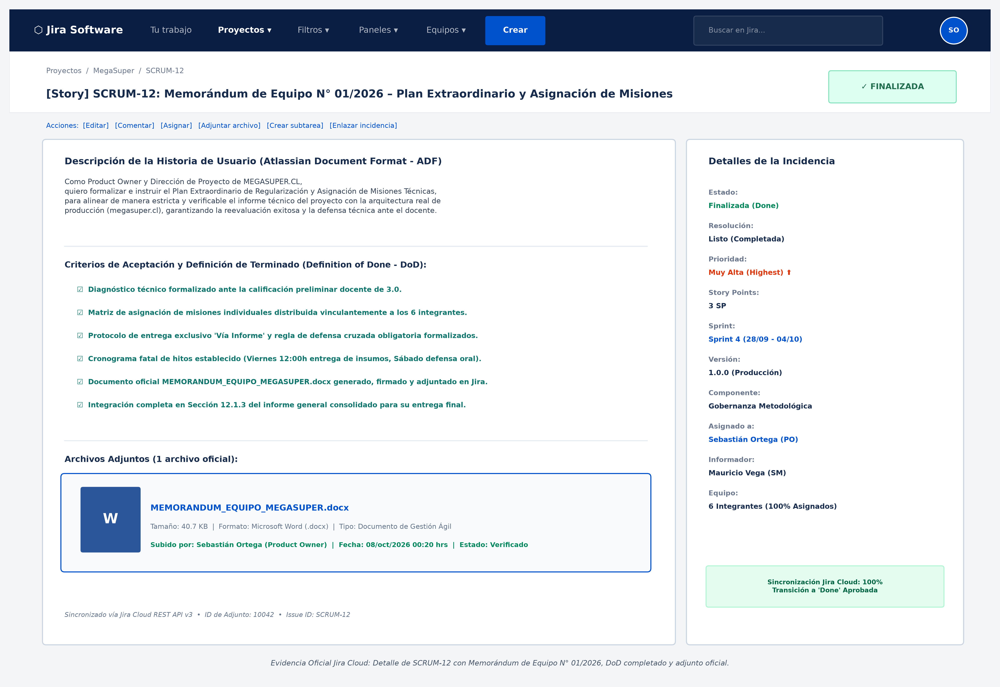 ⬡ Jira Software Tu trabajo Proyectos ▾ Filtros ▾ Paneles ▾ Equipos ▾ Crear Buscar en Jira... SO
Proyectos / MegaSuper / SCRUM-12
[Story] SCRUM-12: Memorándum de Equipo N° 01/2026 – Plan Extraordinario y Asignación de Misiones
✓ FINALIZADA
Acciones: [Editar] [Comentar] [Asignar] [Adjuntar archivo] [Crear subtarea] [Enlazar incidencia]
Descripción de la Historia de Usuario (Atlassian Document Format - ADF)
Como Product Owner y Dirección de Proyecto de MEGASUPER.CL,
quiero formalizar e instruir el Plan Extraordinario de Regularización y Asignación de Misiones Técnicas,
para alinear de manera estricta y verificable el informe técnico del proyecto con la arquitectura real de
producción (megasuper.cl), garantizando la reevaluación exitosa y la defensa técnica ante el docente.
Criterios de Aceptación y Definición de Terminado (Definition of Done - DoD):
☑ Diagnóstico técnico formalizado ante la calificación preliminar docente de 3.0.
☑ Matriz de asignación de misiones individuales distribuida vinculantemente a los 6 integrantes.
☑ Protocolo de entrega exclusivo 'Vía Informe' y regla de defensa cruzada obligatoria formalizados.
☑ Cronograma fatal de hitos establecido (Viernes 12:00h entrega de insumos, Sábado defensa oral).
☑ Documento oficial MEMORANDUM_EQUIPO_MEGASUPER.docx generado, firmado y adjuntado en Jira.
☑ Integración completa en Sección 12.1.3 del informe general consolidado para su entrega final.
Archivos Adjuntos (1 archivo oficial):
W
MEMORANDUM_EQUIPO_MEGASUPER.docx
Tamaño: 40.7 KB | Formato: Microsoft Word (.docx) | Tipo: Documento de Gestión Ágil
Subido por: Sebastián Ortega (Product Owner) | Fecha: 08/oct/2026 00:20 hrs | Estado: Verificado
Sincronizado vía Jira Cloud REST API v3 • ID de Adjunto: 10042 • Issue ID: SCRUM-12
Detalles de la Incidencia
Estado:
Finalizada (Done)
Resolución:
Listo (Completada)
Prioridad:
Muy Alta (Highest) ⬆
Story Points:
3 SP
Sprint:
Sprint 4 (28/09 - 04/10)
Versión:
1.0.0 (Producción)
Componente:
Gobernanza Metodológica
Asignado a:
Sebastián Ortega (PO)
Informador:
Mauricio Vega (SM)
Equipo:
6 Integrantes (100% Asignados)
Sincronización Jira Cloud: 100%
Transición a 'Done' Aprobada
Evidencia Oficial Jira Cloud: Detalle de SCRUM-12 con Memorándum de Equipo N° 01/2026, DoD completado y adjunto oficial.